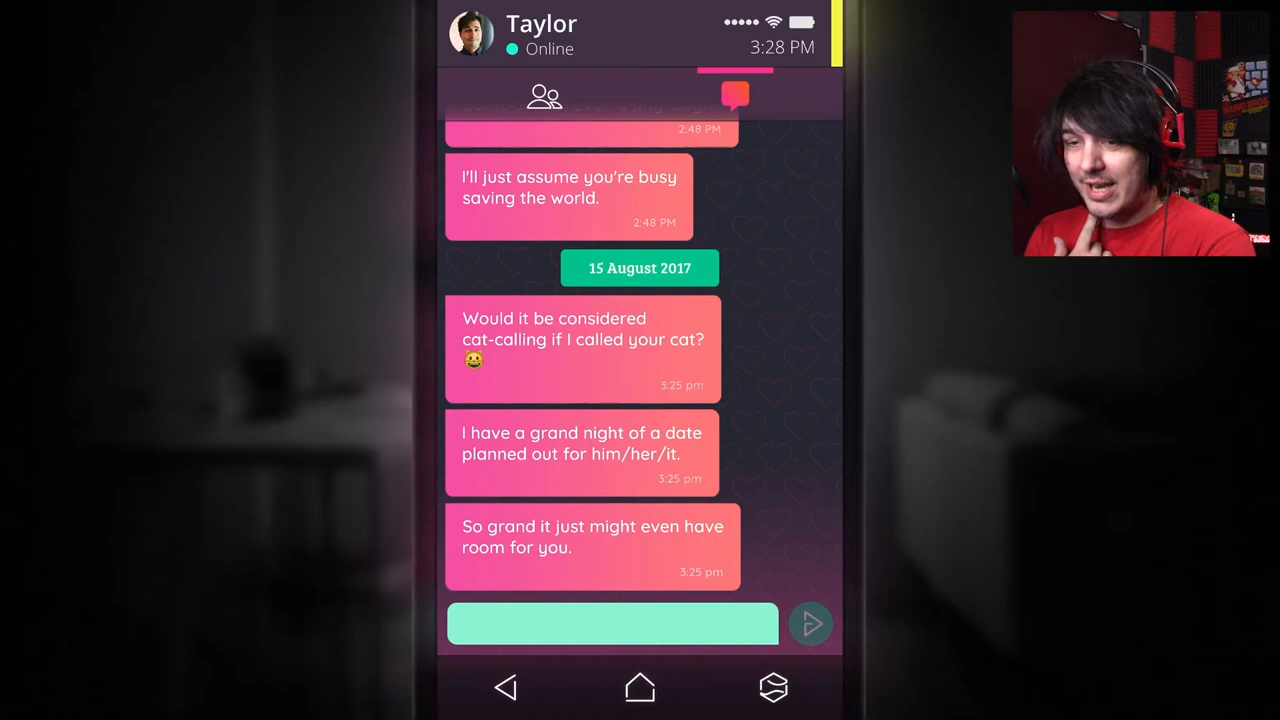 Taylor
Online
3:28 PM
2:48 PM
I'll just assume you're busy
saving the world.
2:48 PM
15 August 2017
Would it be considered
cat-calling if I called your cat?
😺
3:25 pm
I have a grand night of a date
planned out for him/her/it.
3:25 pm
So grand it just might even have
room for you.
3:25 pm